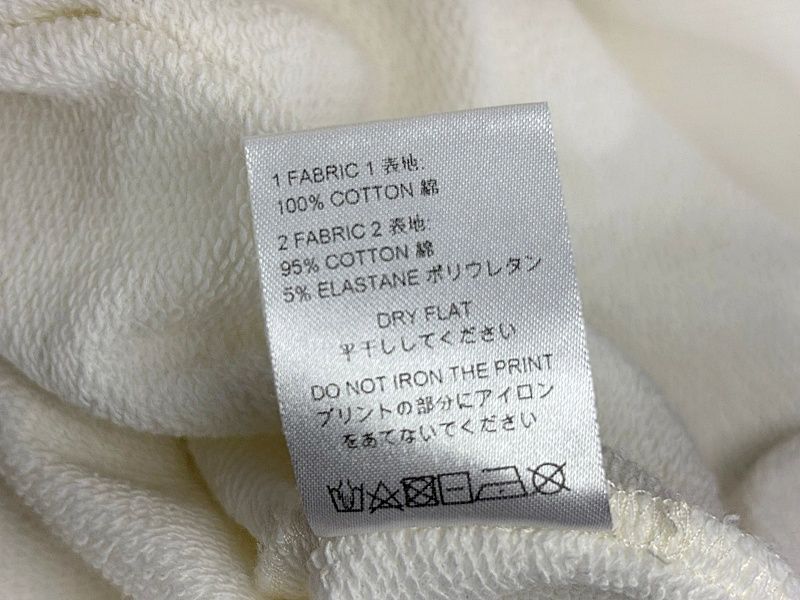 1 FABRIC 1 表地:
100% COTTON 綿
2 FABRIC 2 表地:
95% COTTON 綿
5% ELASTANE ポリウレタン
DRY FLAT
平干ししてください
DO NOT IRON THE PRINT
プリントの部分にアイロン
をあてないでください